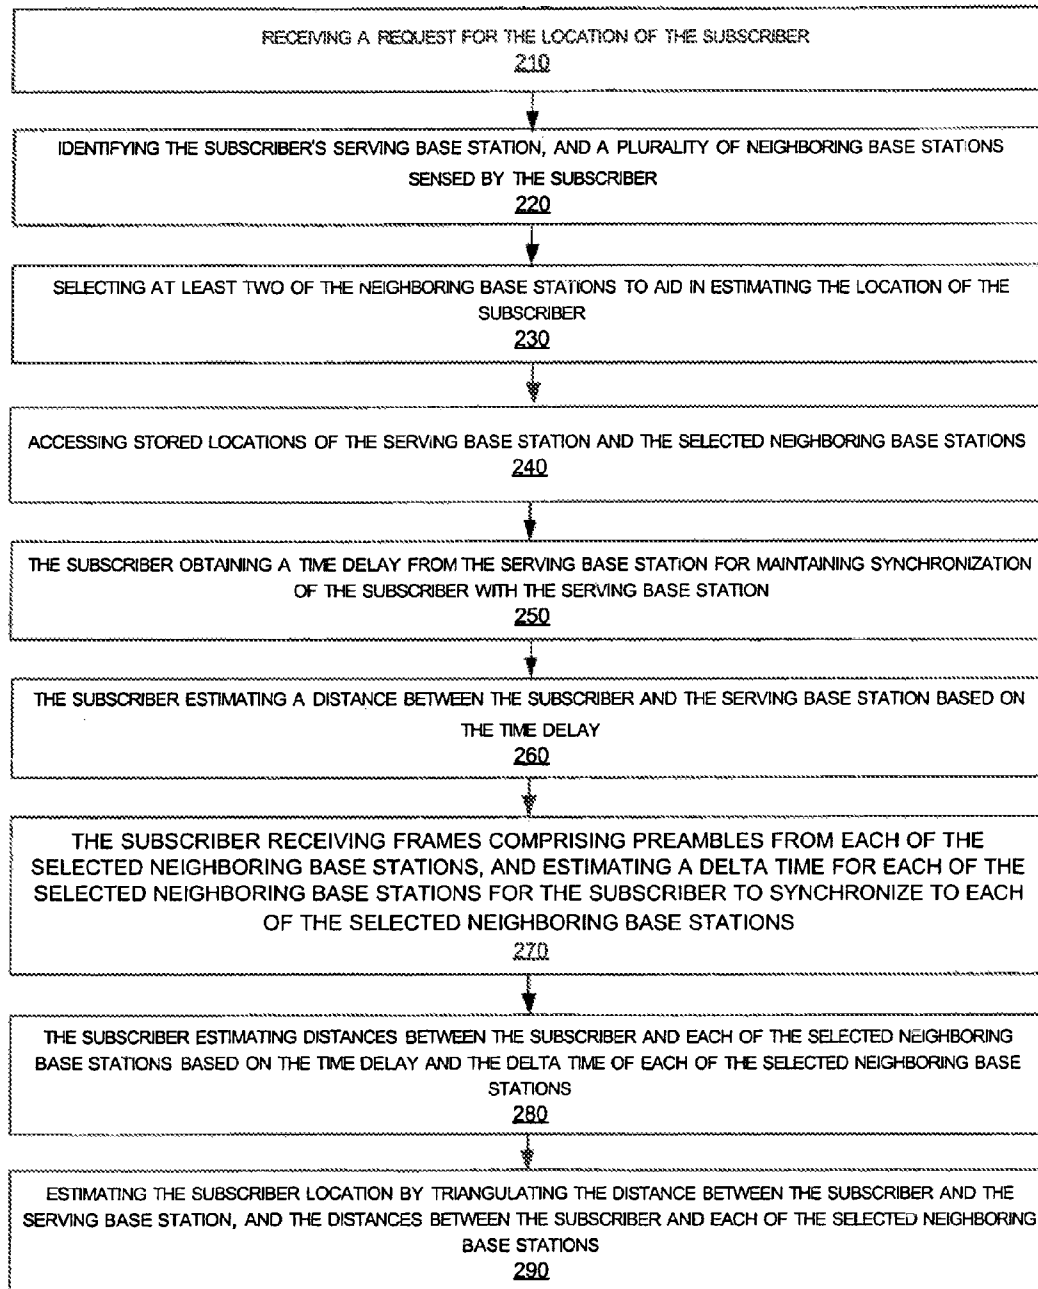 RECEIVING A REQUEST FOR THE LOCATION OF THE SUBSCRIBER
210
IDENTIFYING THE SUBSCRIBER'S SERVING BASE STATION, AND A PLURALITY OF NEIGHBORING BASE STATIONS
SENSED BY THE SUBSCRIBER
220
SELECTING AT LEAST TWO OF THE NEIGHBORING BASE STATIONS TO AID IN ESTIMATING THE LOCATION OF THE
SUBSCRIBER
230
ACCESSING STORED LOCATIONS OF THE SERVING BASE STATION AND THE SELECTED NEIGHBORING BASE STATIONS
240
THE SUBSCRIBER OBTAINING A TIME DELAY FROM THE SERVING BASE STATION FOR MAINTAINING SYNCHRONIZATION
OF THE SUBSCRIBER WITH THE SERVING BASE STATION
250
THE SUBSCRIBER ESTIMATING A DISTANCE BETWEEN THE SUBSCRIBER AND THE SERVING BASE STATION BASED ON
THE TIME DELAY
260
THE SUBSCRIBER RECEIVING FRAMES COMPRISING PREAMBLES FROM EACH OF THE
SELECTED NEIGHBORING BASE STATIONS, AND ESTIMATING A DELTA TIME FOR EACH OF THE
SELECTED NEIGHBORING BASE STATIONS FOR THE SUBSCRIBER TO SYNCHRONIZE TO EACH
OF THE SELECTED NEIGHBORING BASE STATIONS
270
THE SUBSCRIBER ESTIMATING DISTANCES BETWEEN THE SUBSCRIBER AND EACH OF THE SELECTED NEIGHBORING
BASE STATIONS BASED ON THE TIME DELAY AND THE DELTA TIME OF EACH OF THE SELECTED NEIGHBORING BASE
STATIONS
280
ESTIMATING THE SUBSCRIBER LOCATION BY TRIANGULATING THE DISTANCE BETWEEN THE SUBSCRIBER AND THE
SERVING BASE STATION, AND THE DISTANCES BETWEEN THE SUBSCRIBER AND EACH OF THE SELECTED NEIGHBORING
BASE STATIONS
290